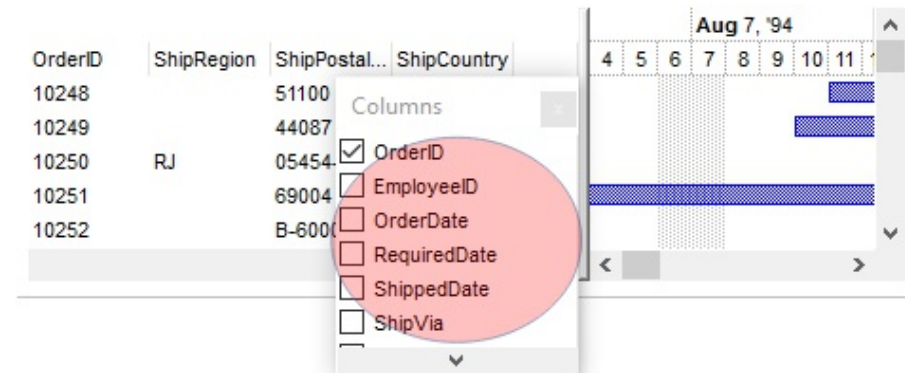 Aug 7, '94
OrderID ShipRegion ShipPostal... ShipCountry 4 5 6 7 8 9 10 11
10248 51100
10249 44087
10250 RJ 05454
10251 69004
10252 B-6000
Columns
OrderID
EmployeeID
OrderDate
RequiredDate
ShippedDate
ShipVia